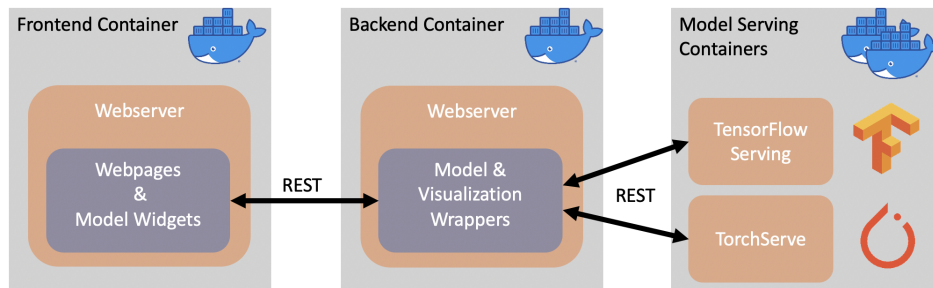 Frontend Container
Webserver
Webpages
&
Model Widgets
REST
Backend Container
Webserver
Model &
Visualization
Wrappers
REST
Model Serving
Containers
TensorFlow
Serving
TorchServe